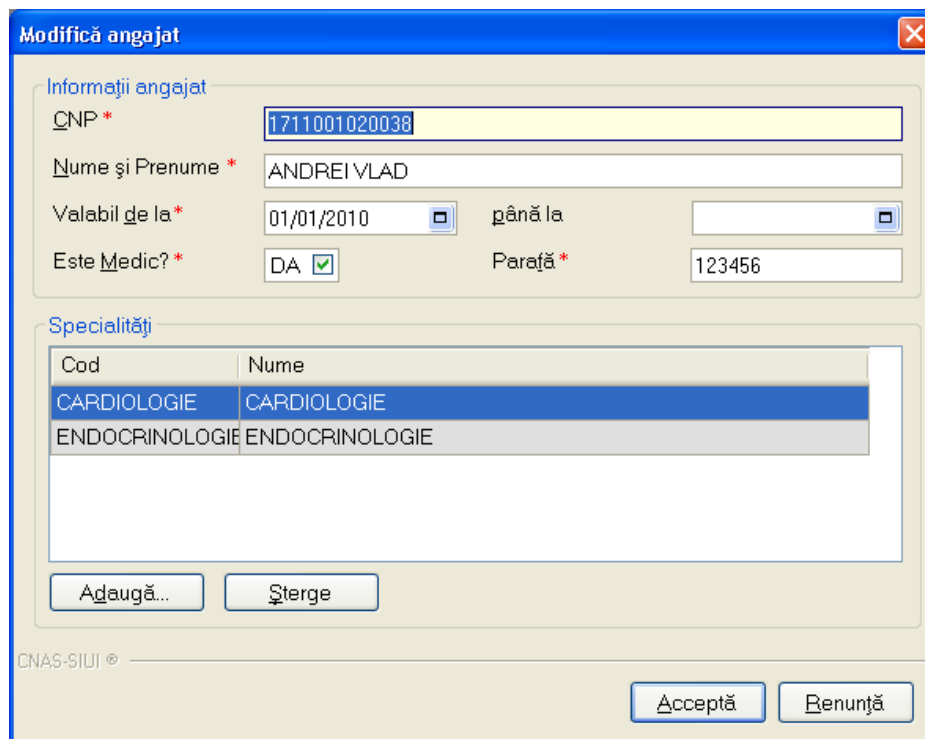 Modifică angajat
Informaţii angajat
CNP *
1711001020038
Nume şi Prenume *
ANDREI VLAD
Valabil de la *
01/01/2010
până la
Este Medic? *
DA
Parafă *
123456
Specialităţi
Cod Nume
CARDIOLOGIE CARDIOLOGIE
ENDOCRINOLOGIE ENDOCRINOLOGIE
Adaugă... Şterge
CNAS-SIUI ®
Acceptă Renunţă